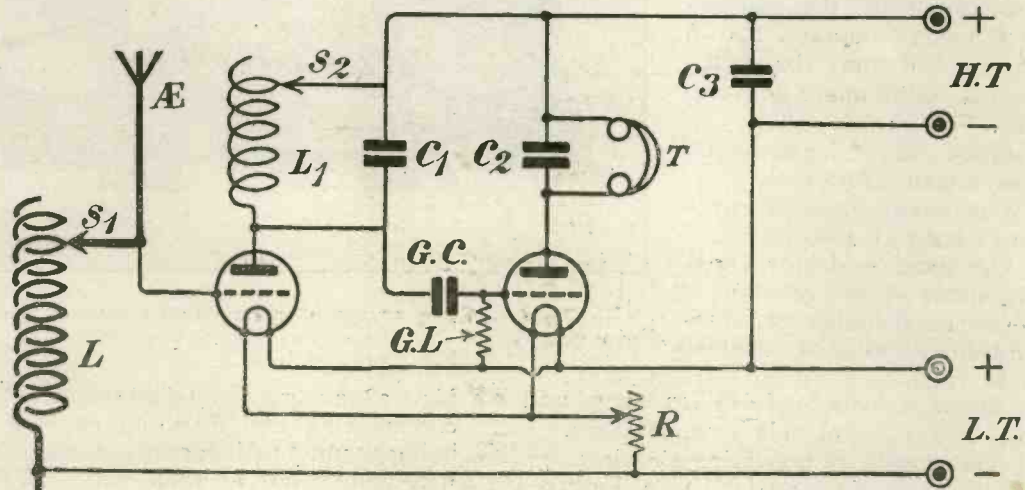 Æ
S2
+
H.T
C3
−
L1
C1
C2
T
S1
G.C.
L
G.L
+
R
L.T.
−